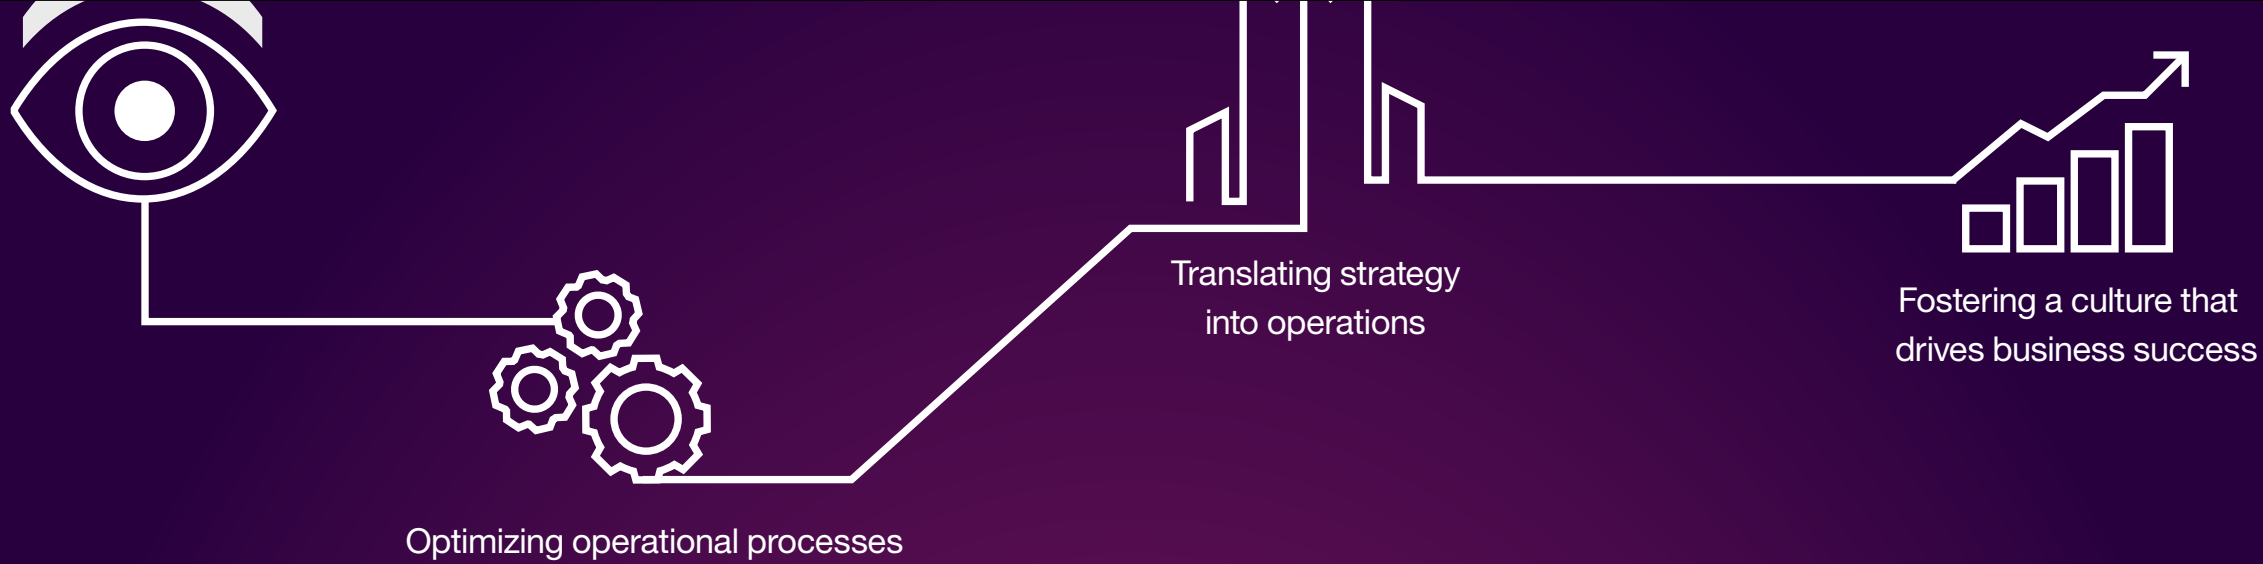 Translating strategy
into operations
Fostering a culture that
drives business success
Optimizing operational processes